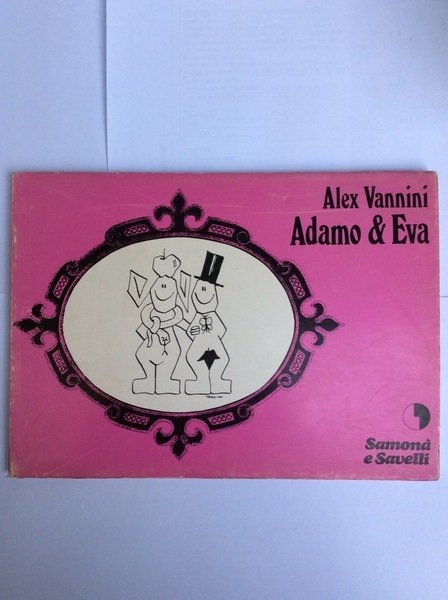 Alex Vannini
Adamo & Eva
Samonà
e Savelli